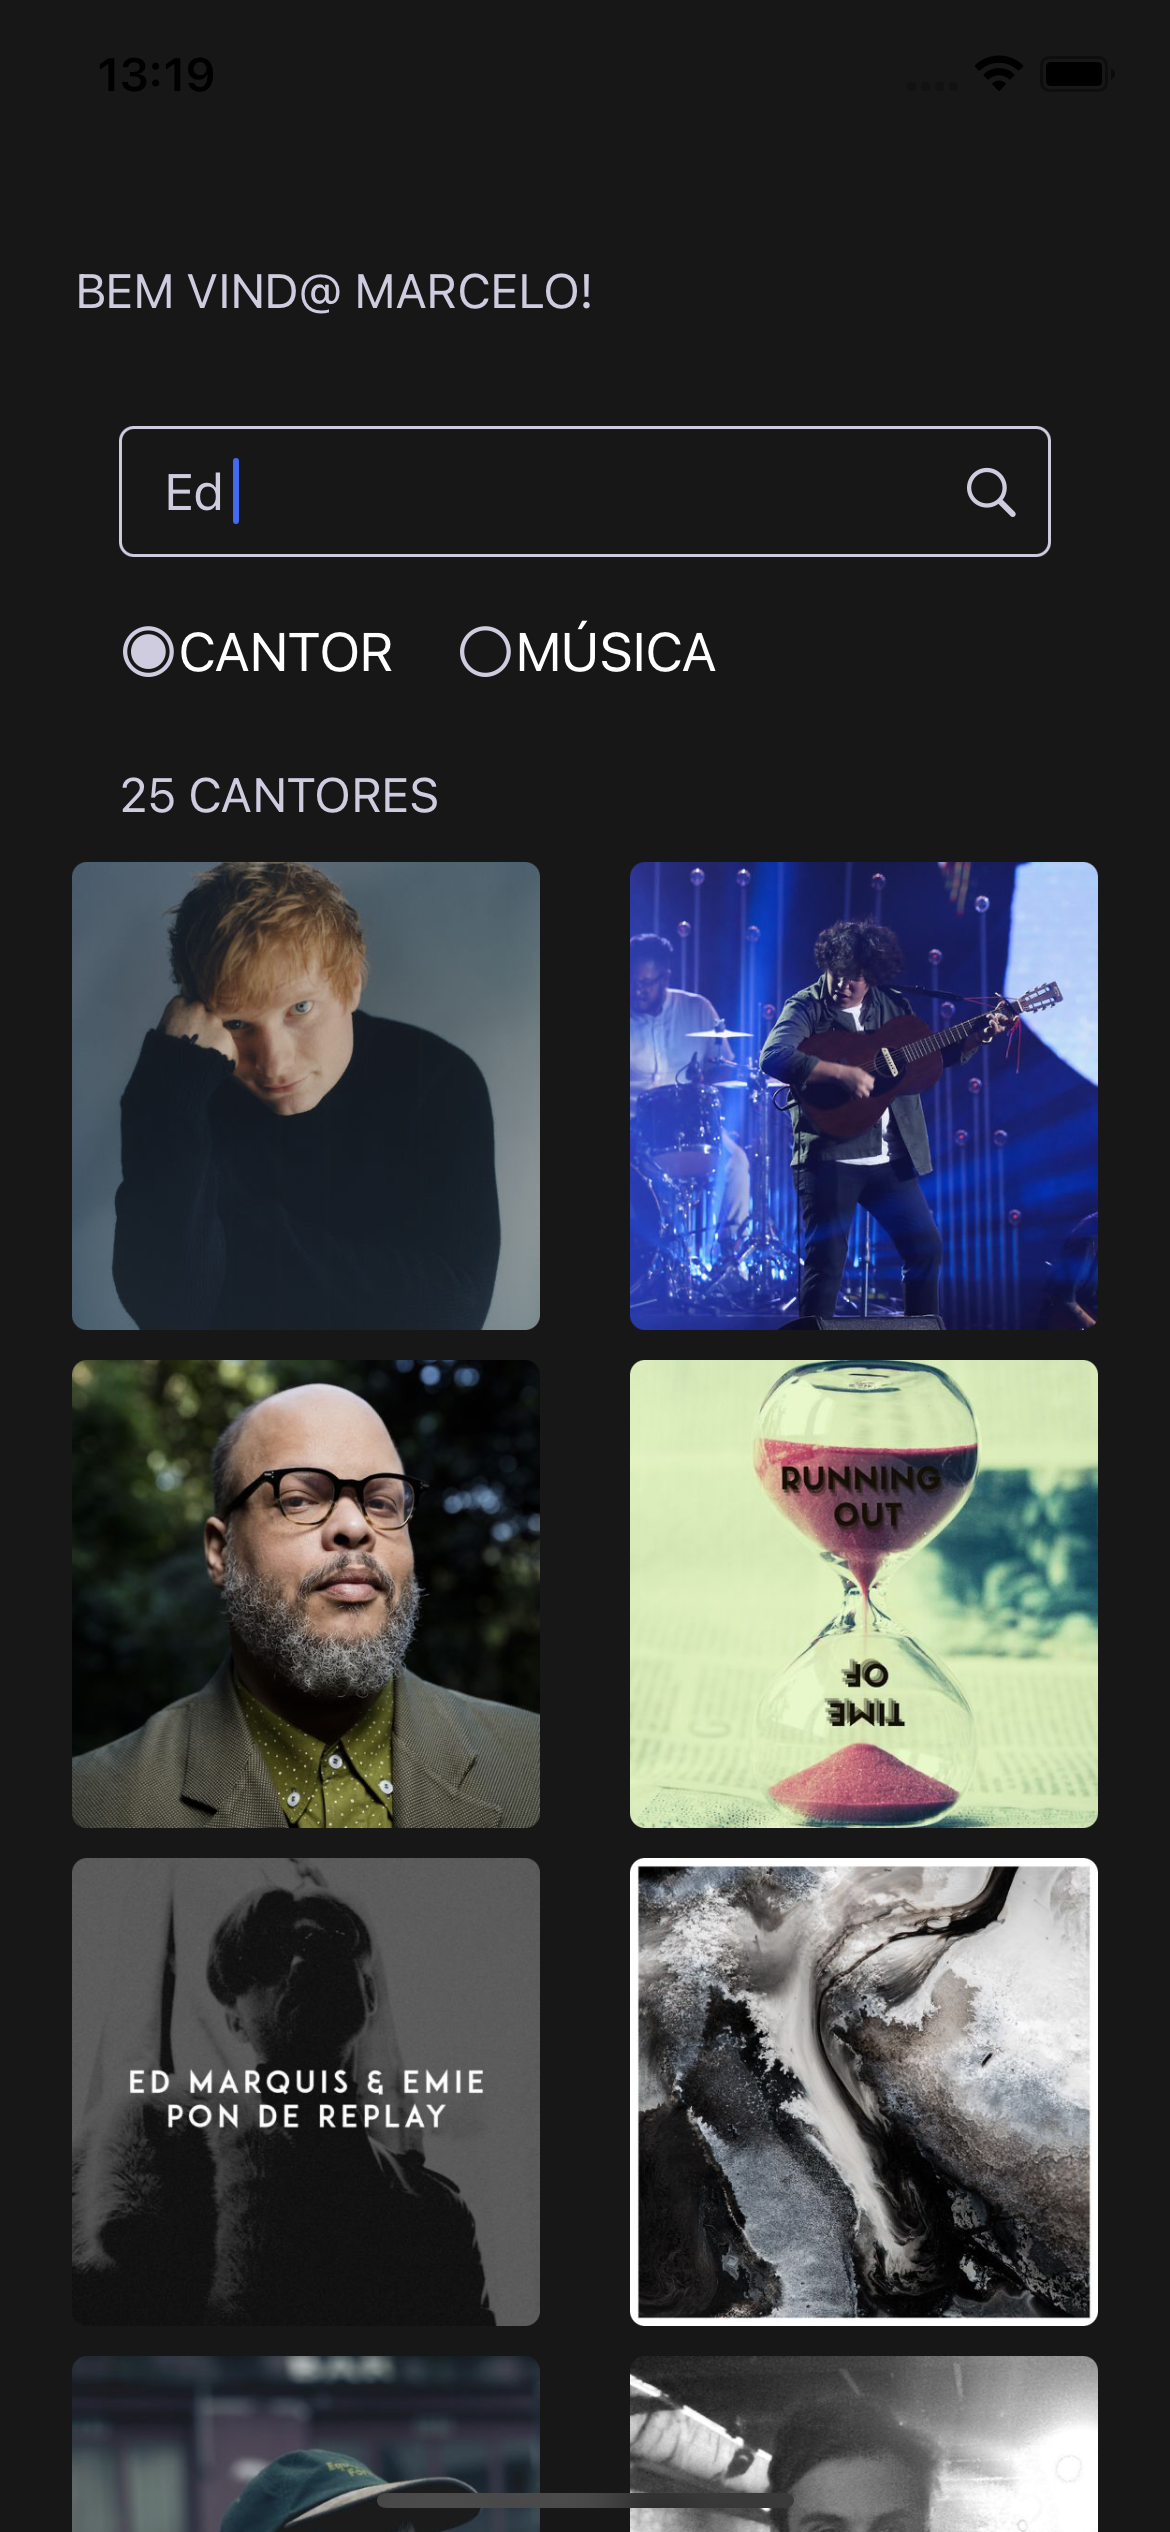 13:19
BEM VIND@ MARCELO!
Ed
CANTOR MÚSICA
25 CANTORES
RUNNING
OUT
OF
TIME
ED MARQUIS & EMIE
PON DE REPLAY